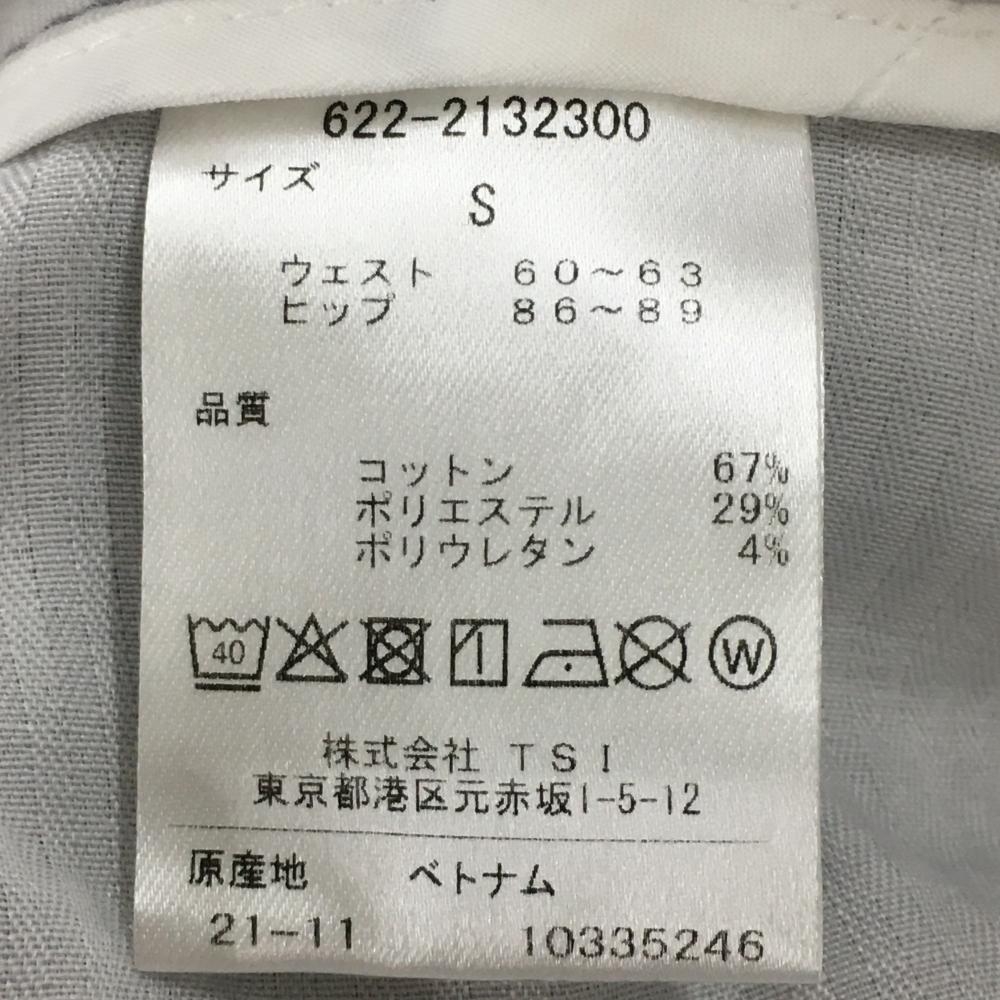 622-2132300
サイズ
S
ウェスト 60～63
ヒップ 86～89
品質
コットン 67%
ポリエステル 29%
ポリウレタン 4%
40 W
株式会社 TSI
東京都港区元赤坂1-5-12
原産地 ベトナム
21-11 10335246